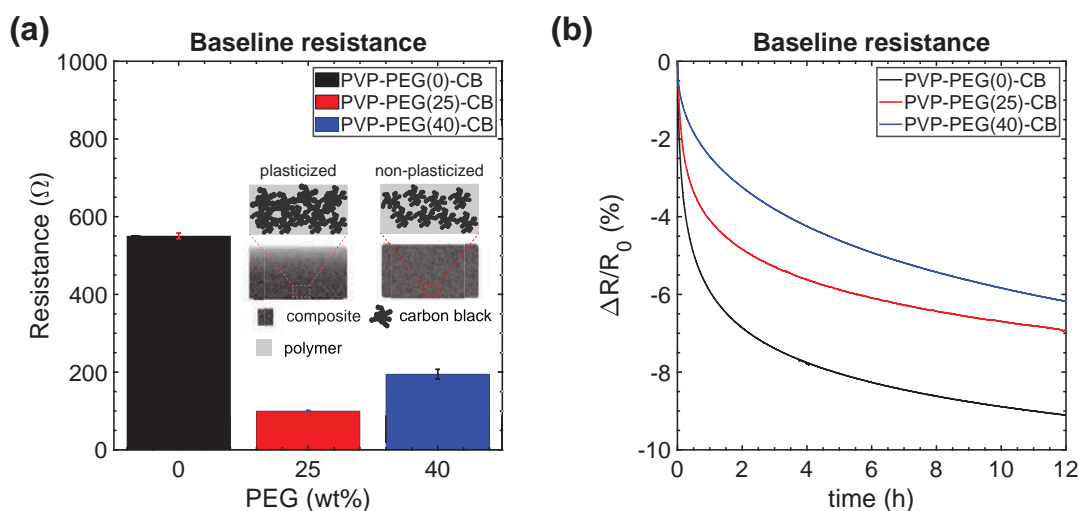 (a)
Baseline resistance
1000
800
600
400
200
0
Resistance (Ω)
0
25
40
PEG (wt%)
PVP-PEG(0)-CB
PVP-PEG(25)-CB
PVP-PEG(40)-CB
plasticized
non-plasticized
composite
carbon black
polymer
(b)
Baseline resistance
0
-2
-4
-6
-8
-10
ΔR/R0 (%)
0
2
4
6
8
10
12
time (h)
PVP-PEG(0)-CB
PVP-PEG(25)-CB
PVP-PEG(40)-CB